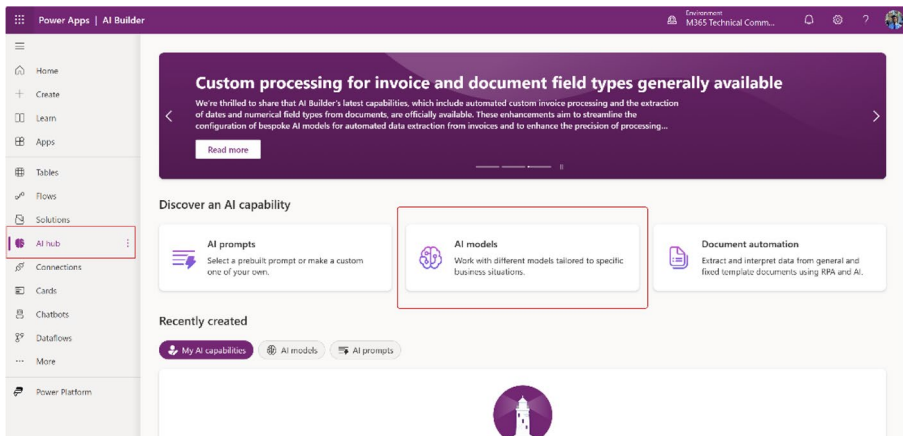 Power Apps | AI Builder
Environment
M365 Technical Comm...
?
Home
Create
Learn
Apps
Tables
Flows
Solutions
AI hub
Connections
Cards
Chatbots
Dataflows
More
Power Platform
Custom processing for invoice and document field types generally available
We're thrilled to share that AI Builder's latest capabilities, which include automated custom invoice processing and the extraction
of dates and numerical field types from documents, are officially available. These enhancements aim to streamline the
configuration of bespoke AI models for automated data extraction from invoices and to enhance the precision of processing...
Read more
Discover an AI capability
AI prompts
Select a prebuilt prompt or make a custom
one of your own.
AI models
Work with different models tailored to specific
business situations.
Document automation
Extract and interpret data from general and
fixed template documents using RPA and AI.
Recently created
My AI capabilities
AI models
AI prompts